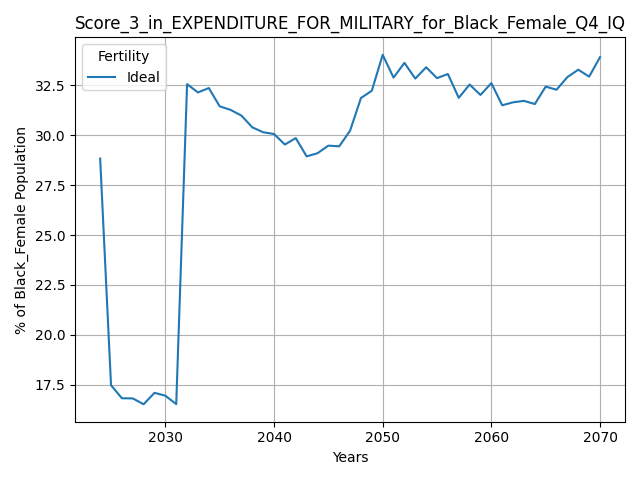 Score_3_in_EXPENDITURE_FOR_MILITARY_for_Black_Female_Q4_IQ
Fertility
Ideal
% of Black_Female Population
32.5
30.0
27.5
25.0
22.5
20.0
17.5
2030
2040
2050
2060
2070
Years